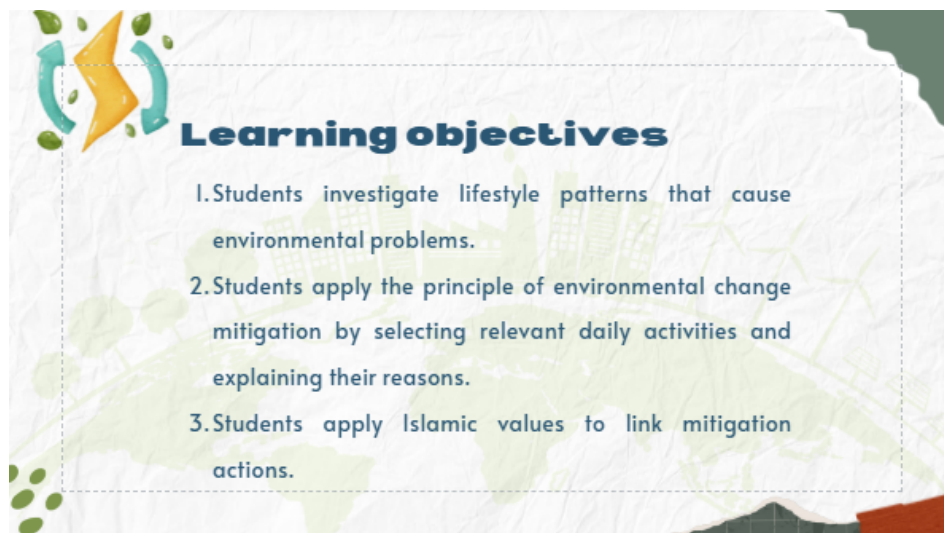 Learning objectives
1. Students investigate lifestyle patterns that cause
environmental problems.
2. Students apply the principle of environmental change
mitigation by selecting relevant daily activities and
explaining their reasons.
3. Students apply Islamic values to link mitigation
actions.